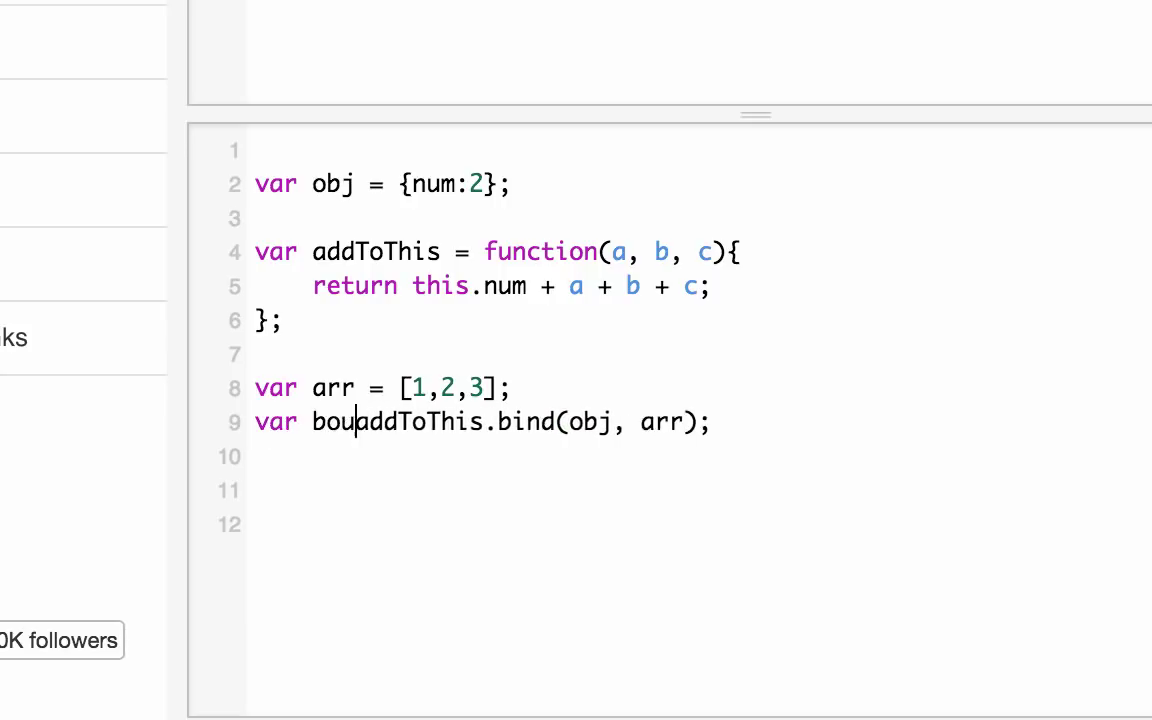 1
2 var obj = {num:2};
3
4 var addToThis = function(a, b, c){
5 return this.num + a + b + c;
6 };
7
8 var arr = [1,2,3];
9 var bouaddToThis.bind(obj, arr);
10
11
12
ks
0K followers